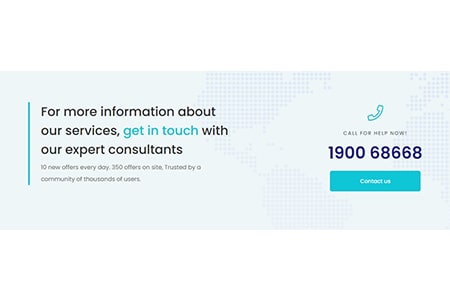 For more information about
our services, get in touch with
our expert consultants
10 new offers every day. 350 offers on site, Trusted by a
community of thousands of users.
CALL FOR HELP NOW!
1900 68668
Contact us